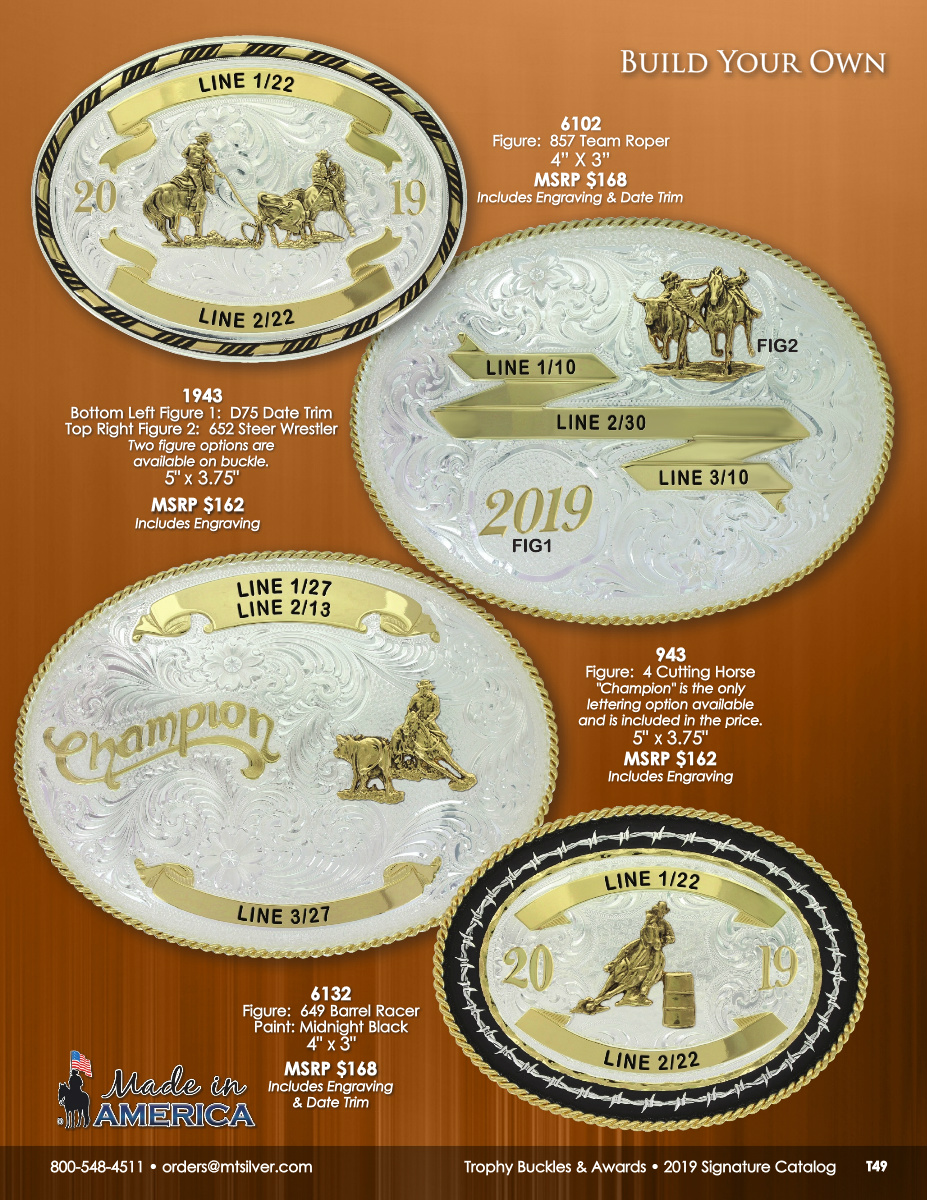 BUILD YOUR OWN
LINE 1/22
20
19
LINE 2/22
6102
Figure: 857 Team Roper
4" X 3"
MSRP $168
Includes Engraving & Date Trim
FIG2
LINE 1/10
LINE 2/30
LINE 3/10
2019
FIG1
1943
Bottom Left Figure 1: D75 Date Trim
Top Right Figure 2: 652 Steer Wrestler
Two figure options are
available on buckle.
5" x 3.75"
MSRP $162
Includes Engraving
LINE 1/27
LINE 2/13
Champion
LINE 3/27
943
Figure: 4 Cutting Horse
"Champion" is the only
lettering option available
and is included in the price.
5" x 3.75"
MSRP $162
Includes Engraving
LINE 1/22
20
19
LINE 2/22
6132
Figure: 649 Barrel Racer
Paint: Midnight Black
4" x 3"
MSRP $168
Includes Engraving
& Date Trim
Made in
AMERICA
800-548-4511 • orders@mtsilver.com
Trophy Buckles & Awards • 2019 Signature Catalog T49